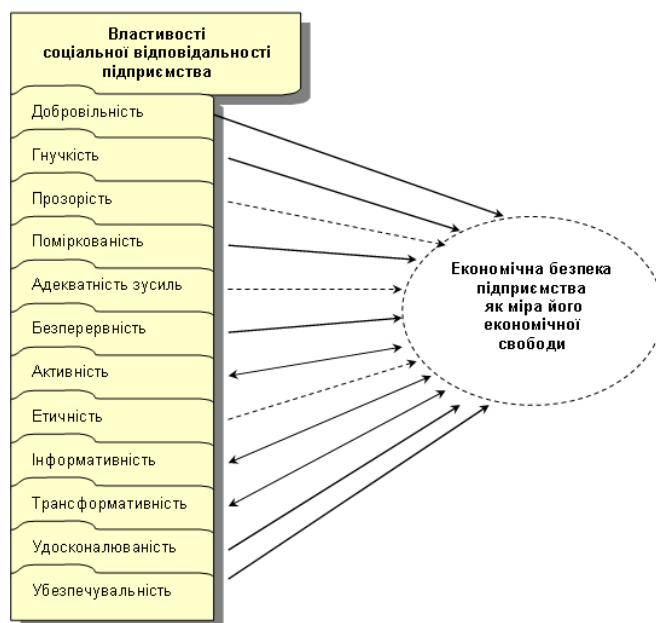 Властивості
соціальної відповідальності
підприємства
Добровільність
Гнучкість
Прозорість
Поміркованість
Адекватність зусиль
Безперервність
Активність
Етичність
Інформативність
Трансформативність
Удосконалюваність
Убезпечувальність
Економічна безпека
підприємства
як міра його
економічної
свободи